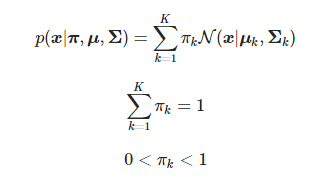 p(x|π, μ, Σ) = ∑_{k=1}^{K} π_k 𝒩(x|μ_k, Σ_k)
∑_{k=1}^{K} π_k = 1
0 < π_k < 1